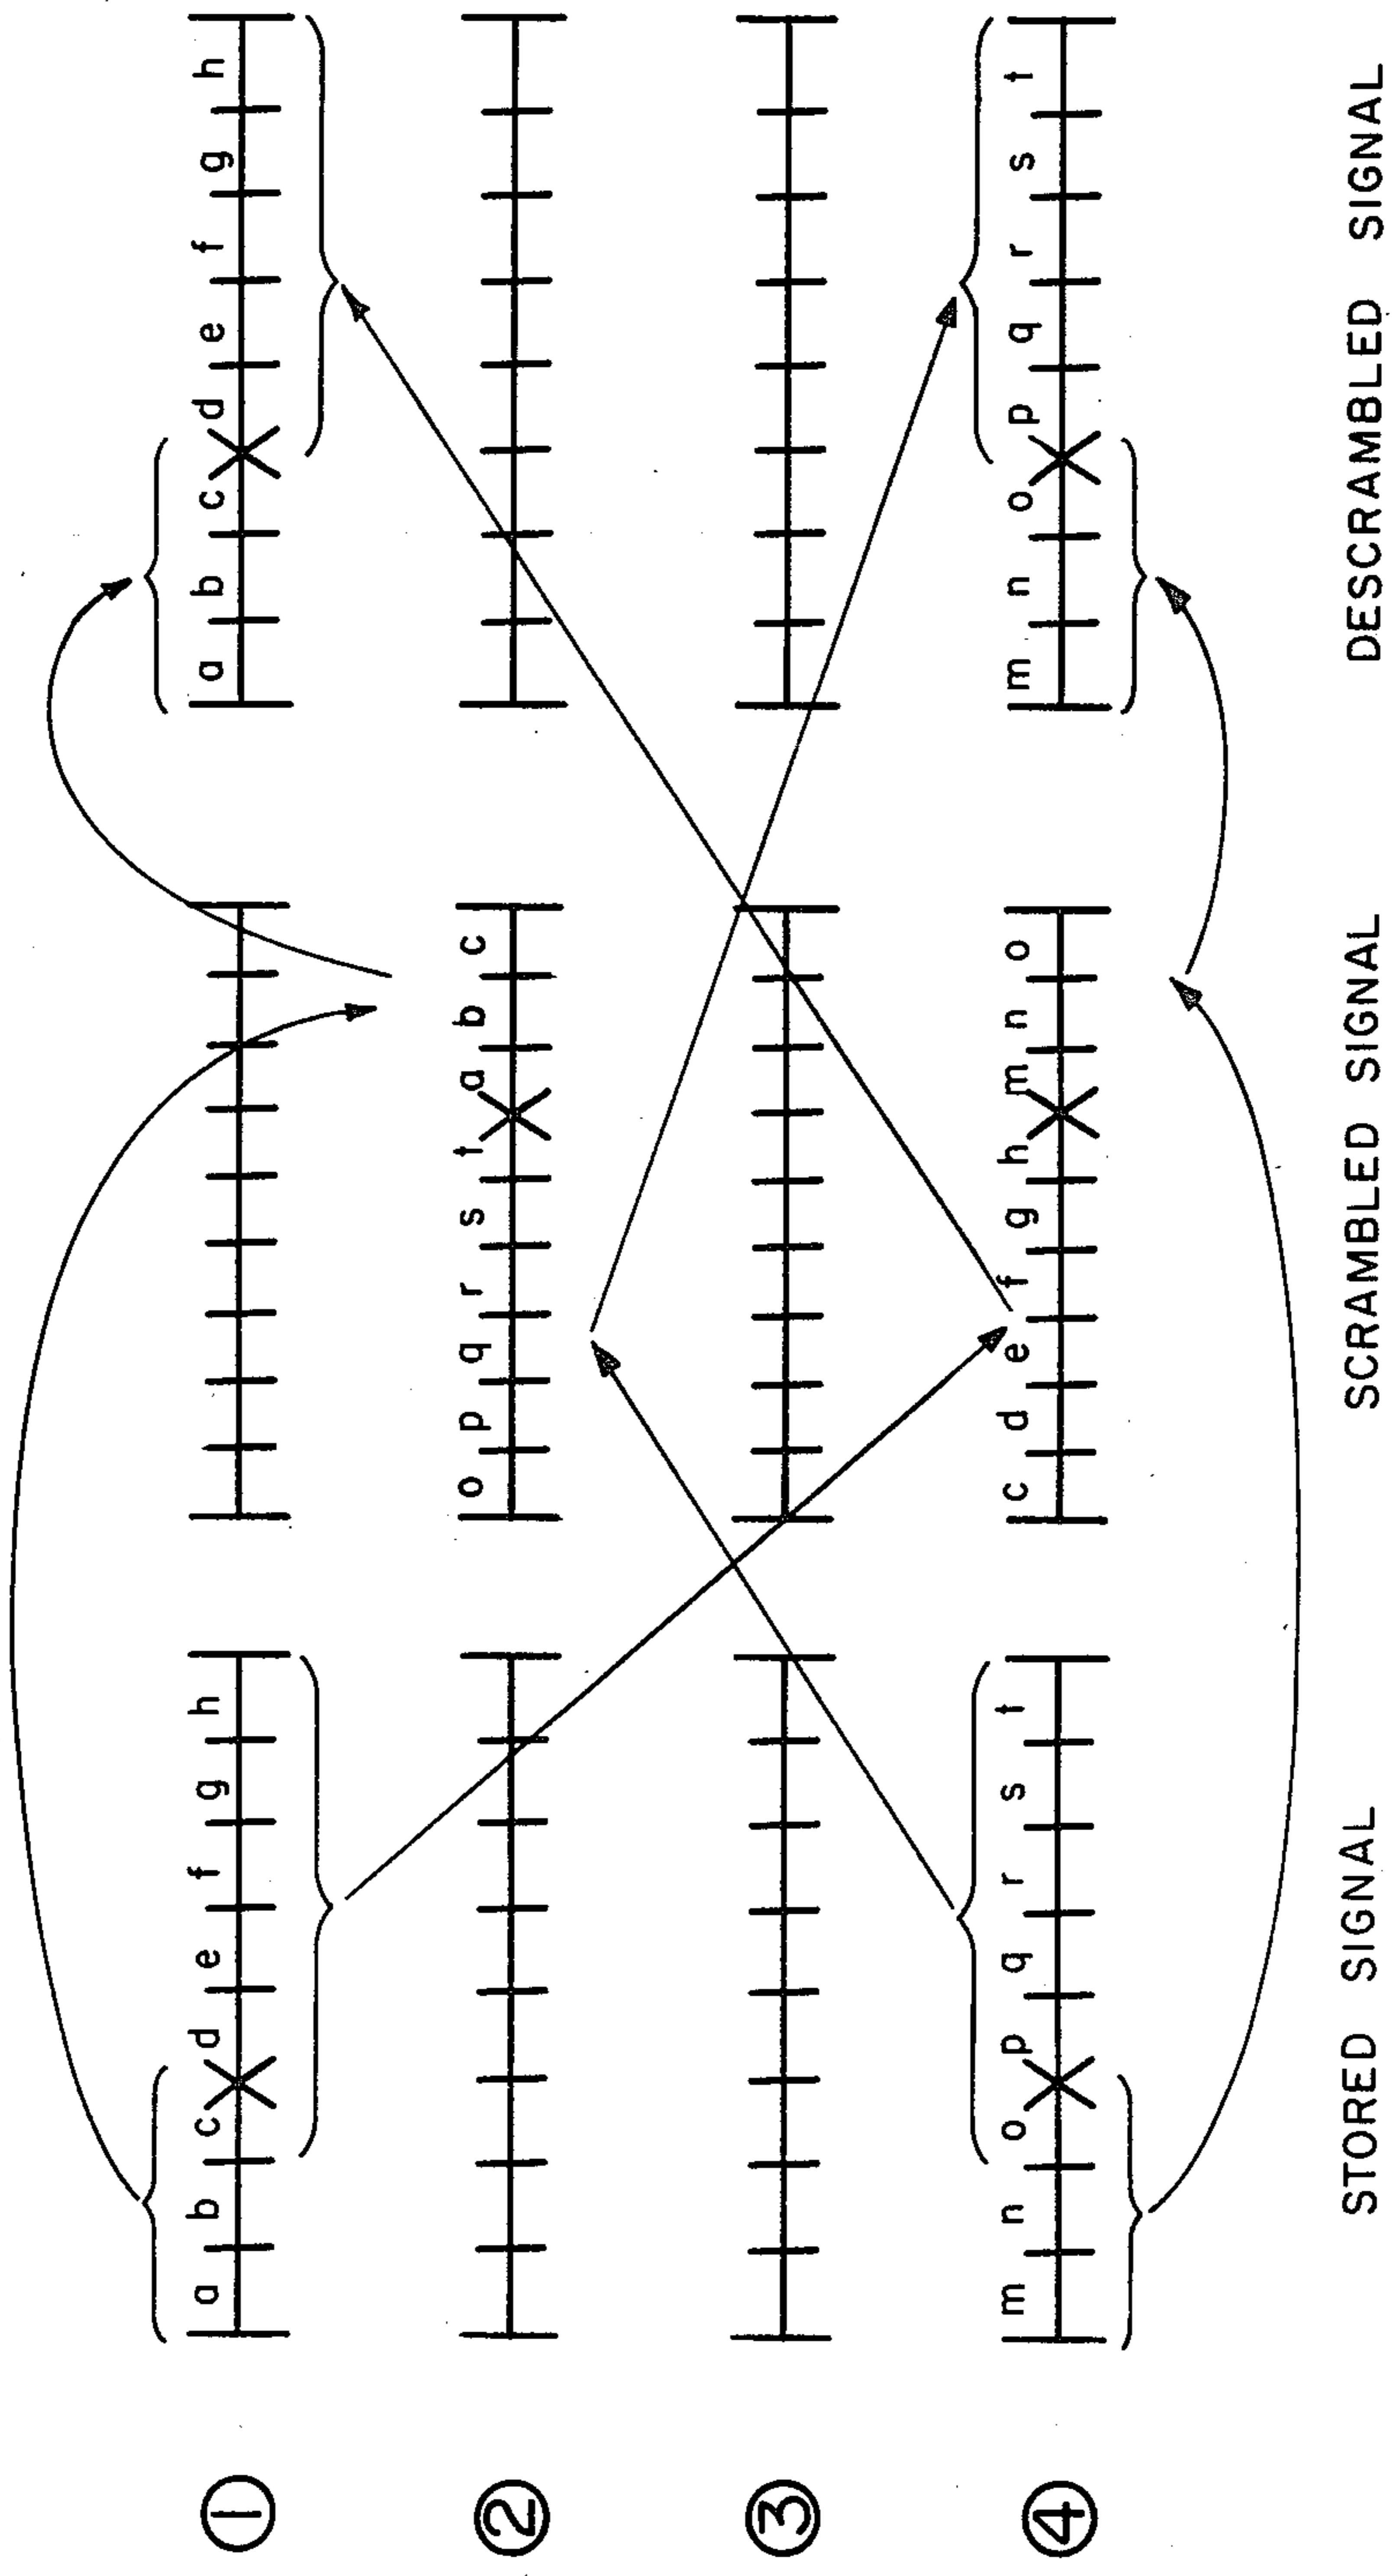 ① a b c d e f g h a b c d e f g h
② o p q r s t a b c
③
④ m n o p q r s t c d e f g h m n o m n o p q r s t
STORED SIGNAL SCRAMBLED SIGNAL DESCRAMBLED SIGNAL